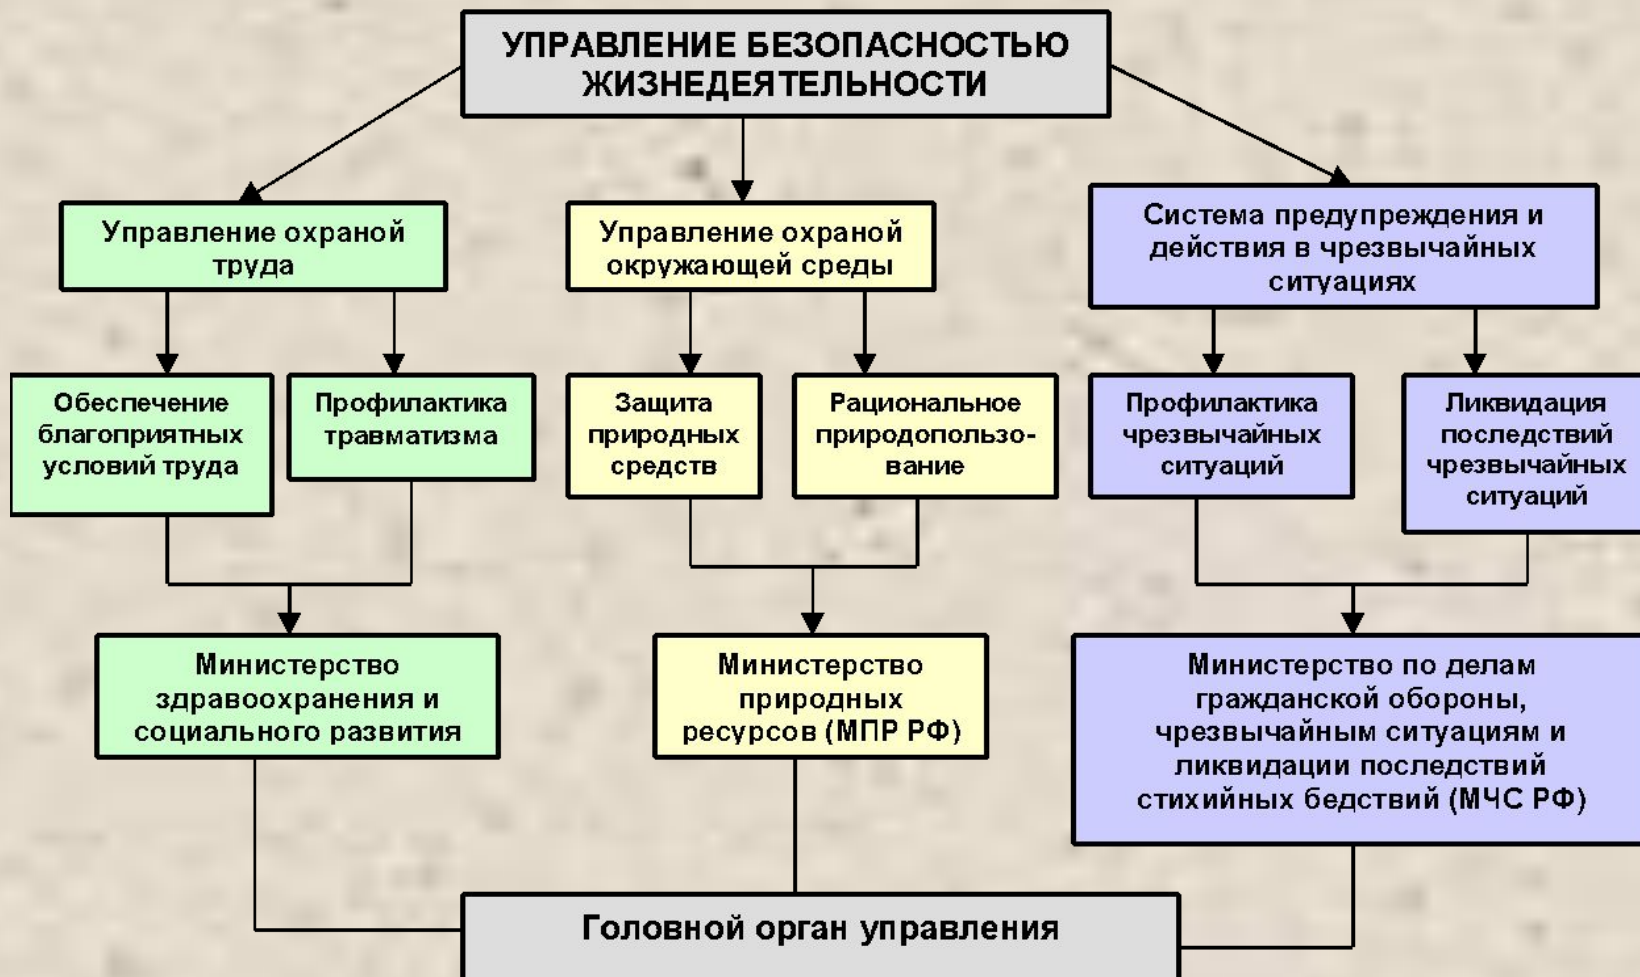 УПРАВЛЕНИЕ БЕЗОПАСНОСТЬЮ
ЖИЗНЕДЕЯТЕЛЬНОСТИ
Управление охраной
труда
Управление охраной
окружающей среды
Система предупреждения и
действия в чрезвычайных
ситуациях
Обеспечение
благоприятных
условий труда
Профилактика
травматизма
Защита
природных
средств
Рациональное
природопользо-
вание
Профилактика
чрезвычайных
ситуаций
Ликвидация
последствий
чрезвычайных
ситуаций
Министерство
здравоохранения и
социального развития
Министерство
природных
ресурсов (МПР РФ)
Министерство по делам
гражданской обороны,
чрезвычайным ситуациям и
ликвидации последствий
стихийных бедствий (МЧС РФ)
Головной орган управления